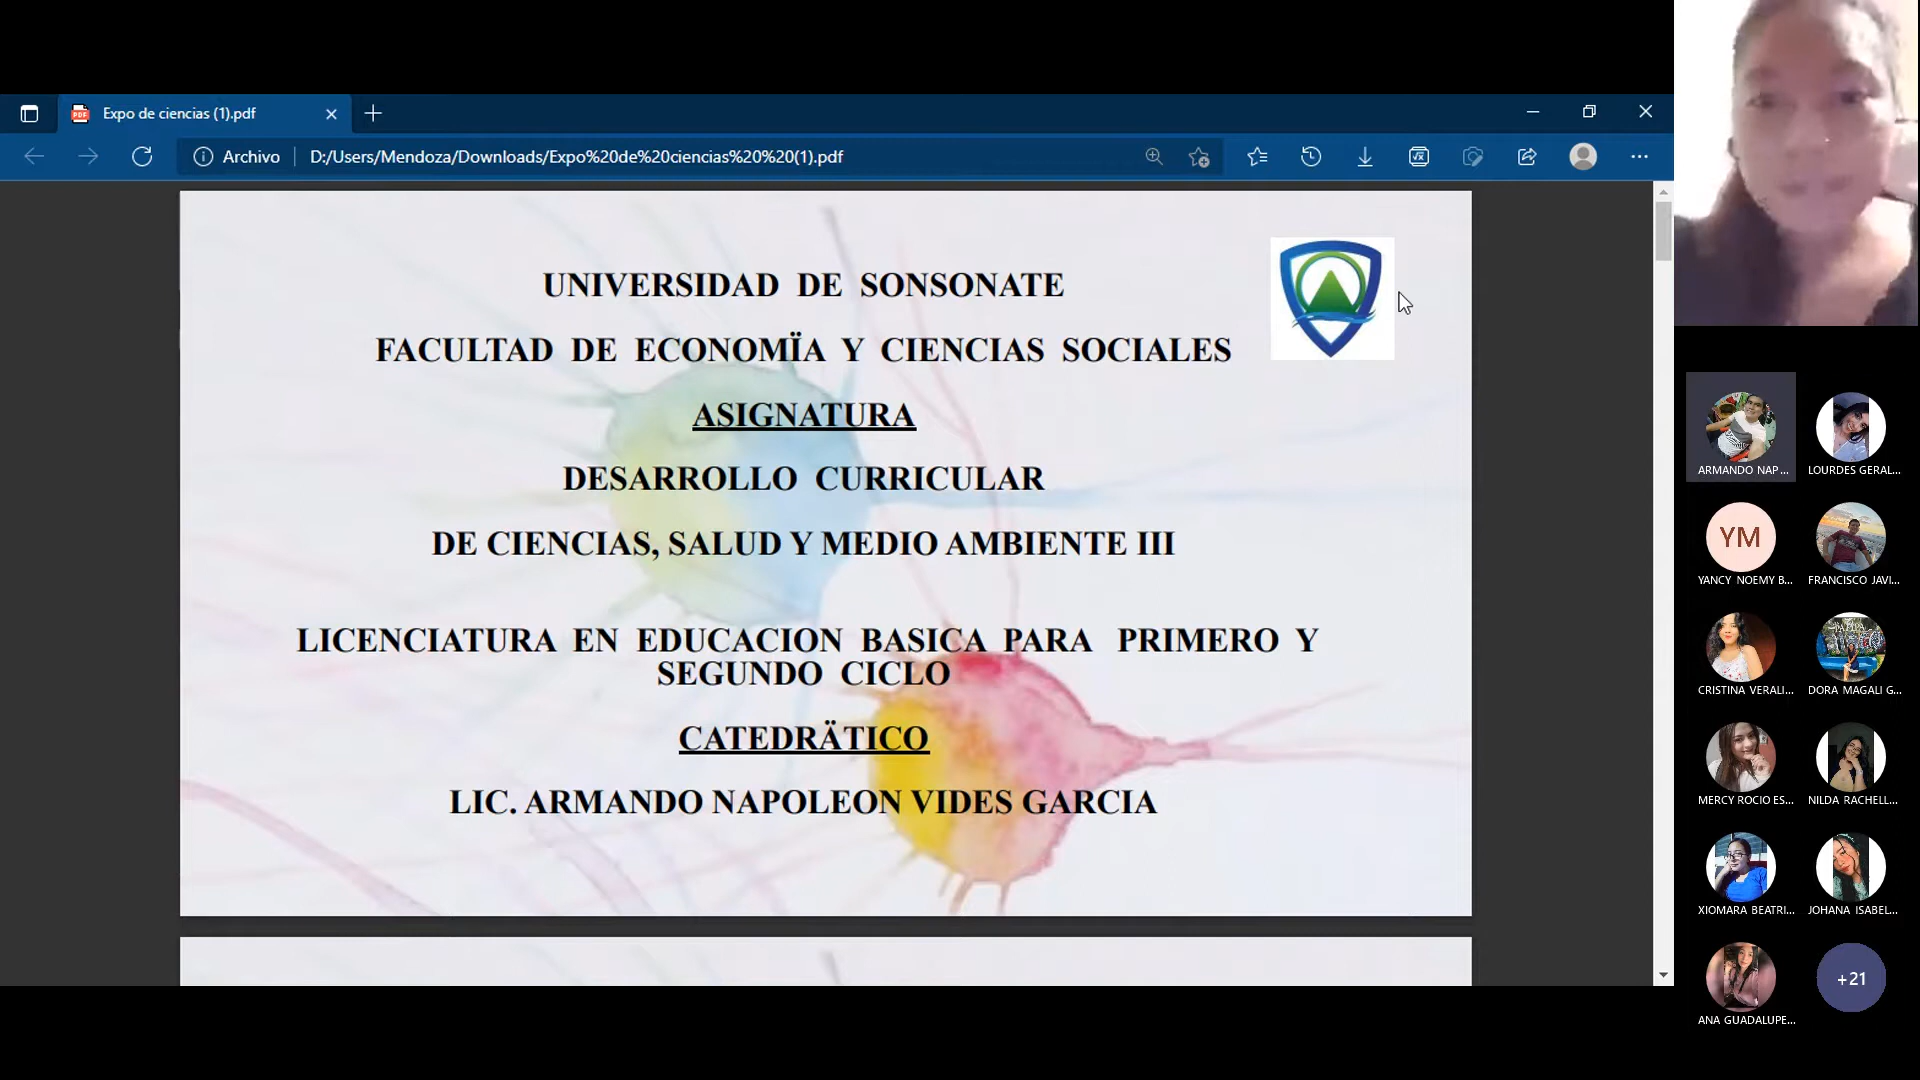 Expo de ciencias (1).pdf
Archivo
D:/Users/Mendoza/Downloads/Expo%20de%20ciencias%20%20(1).pdf
UNIVERSIDAD DE SONSONATE
FACULTAD DE ECONOMÏA Y CIENCIAS SOCIALES
ASIGNATURA
DESARROLLO CURRICULAR
DE CIENCIAS, SALUD Y MEDIO AMBIENTE III
LICENCIATURA EN EDUCACION BASICA PARA PRIMERO Y
SEGUNDO CICLO
CATEDRÄTICO
LIC. ARMANDO NAPOLEON VIDES GARCIA
ARMANDO NAP...
LOURDES GERAL...
YM
YANCY NOEMY B...
FRANCISCO JAVI...
CRISTINA VERALI...
DORA MAGALI G...
MERCY ROCIO ES...
NILDA RACHELL...
XIOMARA BEATRI...
JOHANA ISABEL...
ANA GUADALUPE...
+21